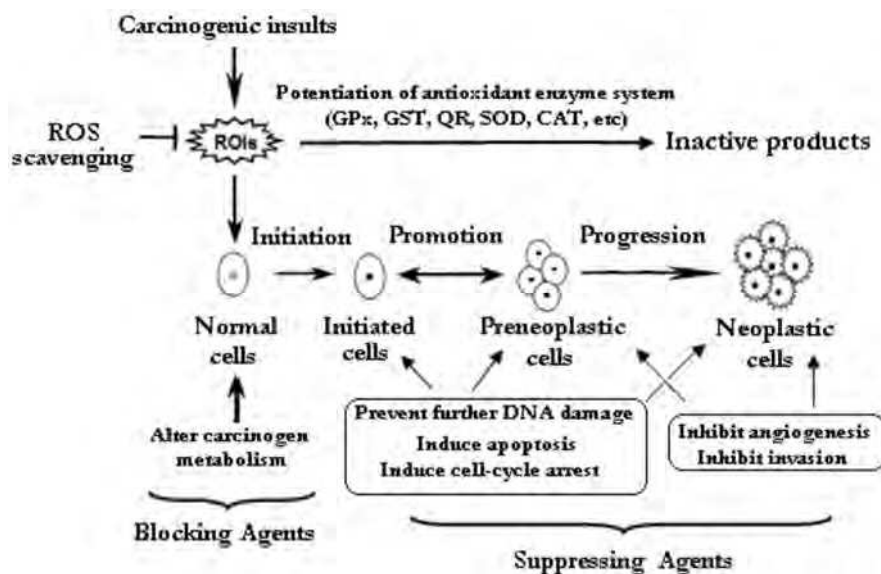 Carcinogenic insults
Potentiation of antioxidant enzyme system
(GPx, GST, QR, SOD, CAT, etc)
ROS
scavenging
ROIs
Inactive products
Initiation
Promotion
Progression
Normal
cells
Initiated
cells
Preneoplastic
cells
Neoplastic
cells
Alter carcinogen
metabolism
Prevent further DNA damage
Induce apoptosis
Induce cell-cycle arrest
Inhibit angiogenesis
Inhibit invasion
Blocking Agents
Suppressing Agents